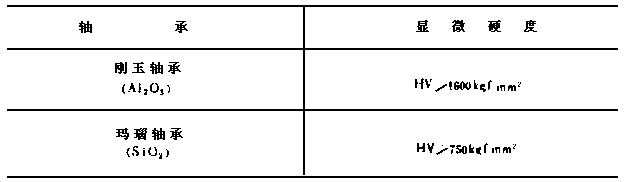 轴 承 显 微 硬 度
刚玉轴承
(Al₂O₃)
HV╱1600kgf mm²
玛瑙轴承
(SiO₂)
HV╱750kgf mm²